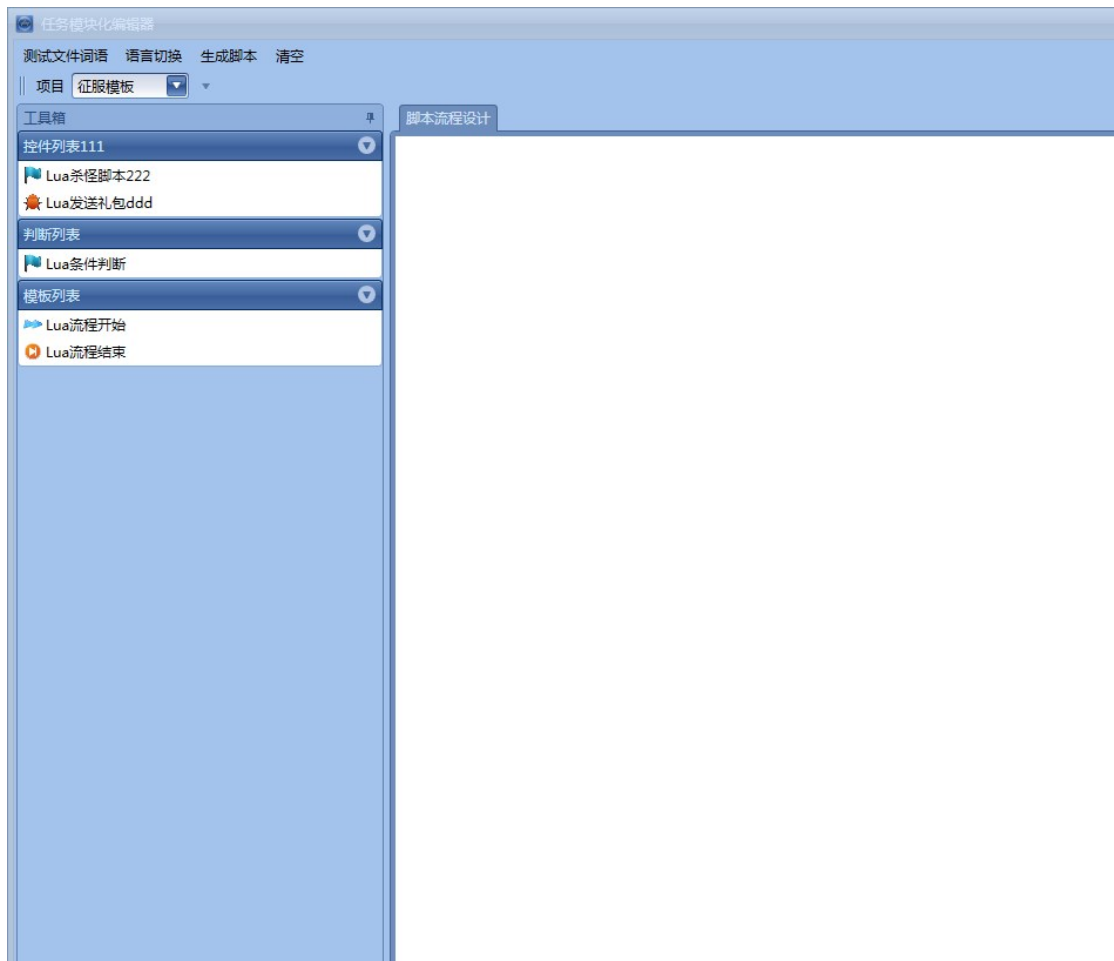 任务模块化编辑器
测试文件词语 语言切换 生成脚本 清空
项目 征服模板
工具箱
脚本流程设计
控件列表111
Lua杀怪脚本222
Lua发送礼包ddd
判断列表
Lua条件判断
模板列表
Lua流程开始
Lua流程结束